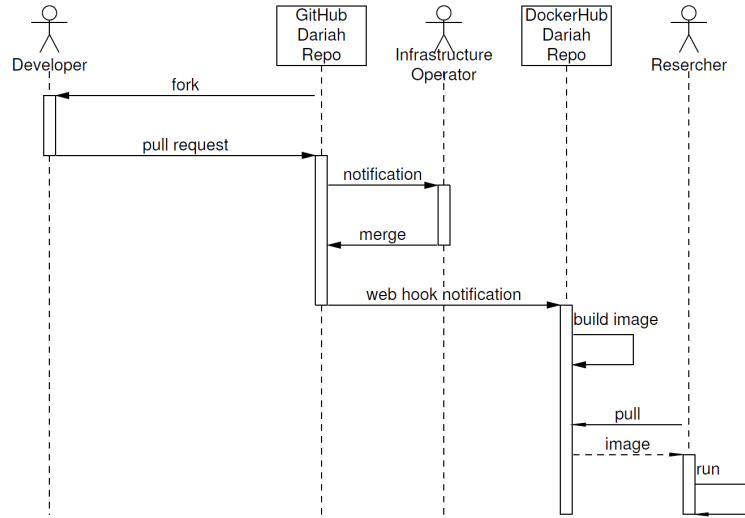 GitHub
Dariah
Repo
DockerHub
Dariah
Repo
Developer
Infrastructure
Operator
Resercher
fork
pull request
notification
merge
web hook notification
build image
pull
image
run